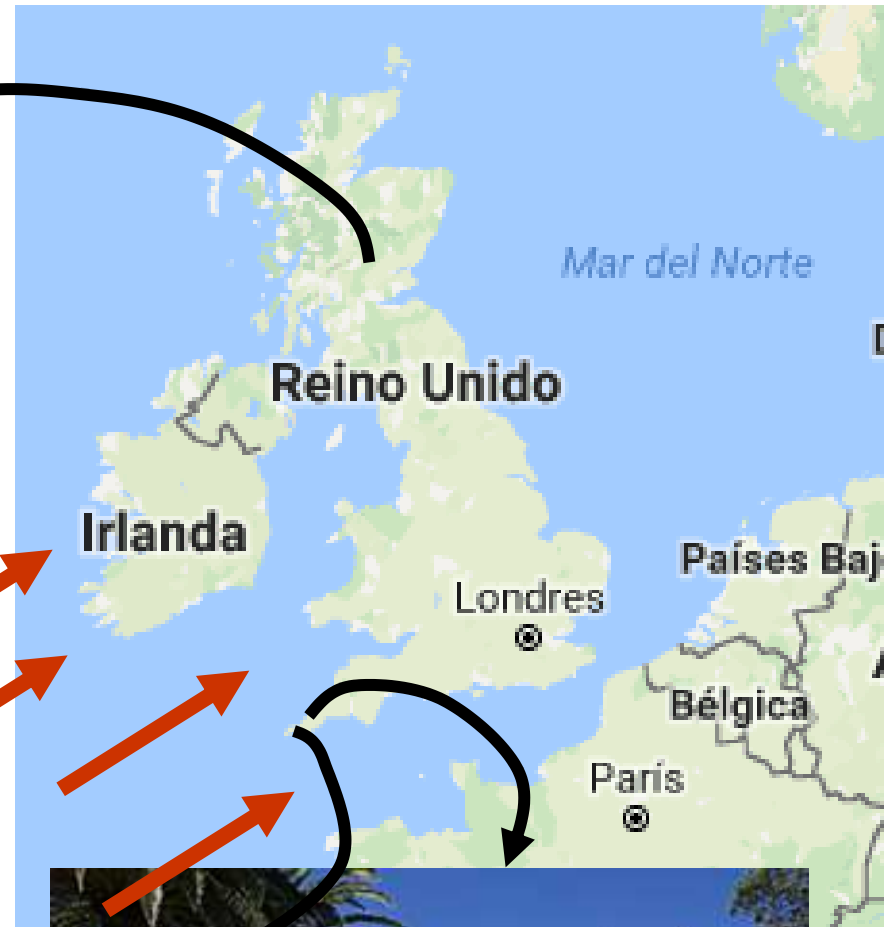 Mar del Norte
Reino Unido
Irlanda
Países Baj
Londres
Bélgica
París